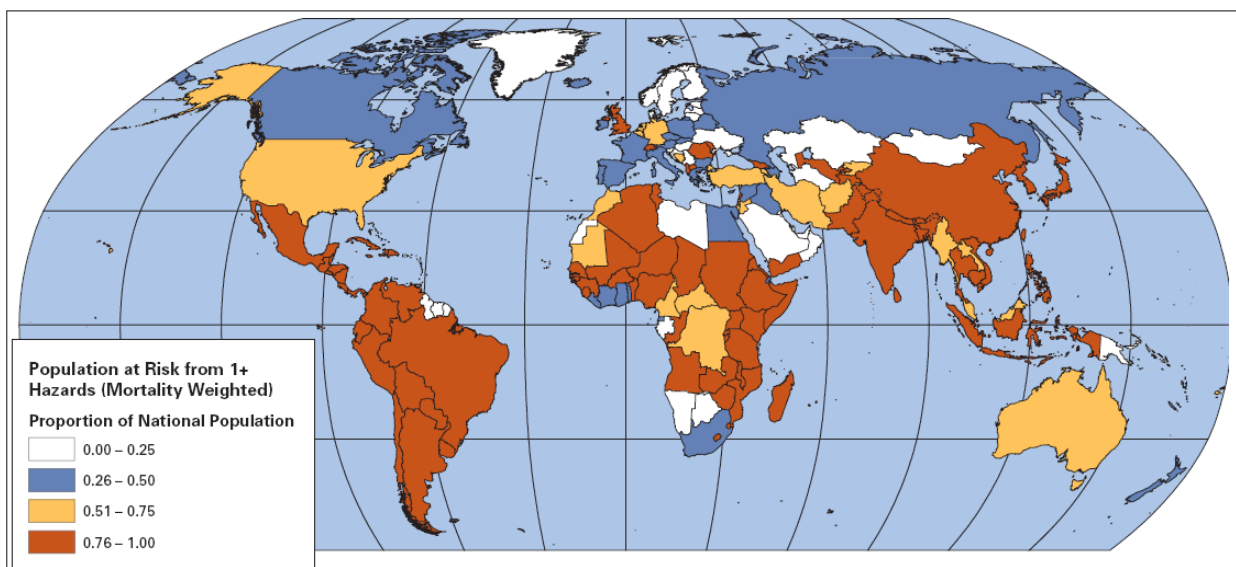 Population at Risk from 1+
Hazards (Mortality Weighted)
Proportion of National Population
0.00 – 0.25
0.26 – 0.50
0.51 – 0.75
0.76 – 1.00